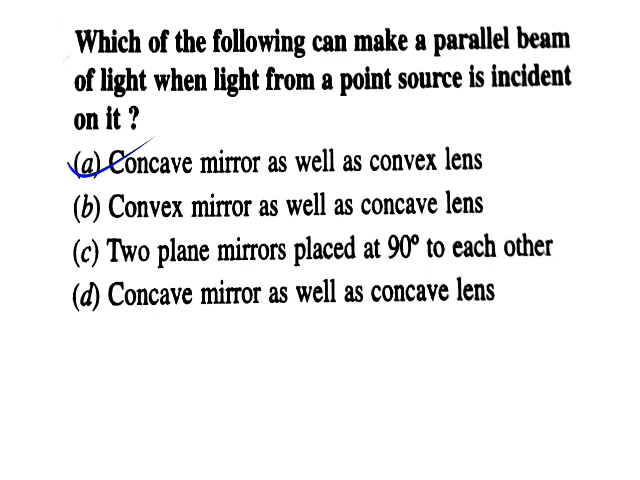 Which of the following can make a parallel beam
of light when light from a point source is incident
on it ?
(a) Concave mirror as well as convex lens
(b) Convex mirror as well as concave lens
(c) Two plane mirrors placed at 90° to each other
(d) Concave mirror as well as concave lens